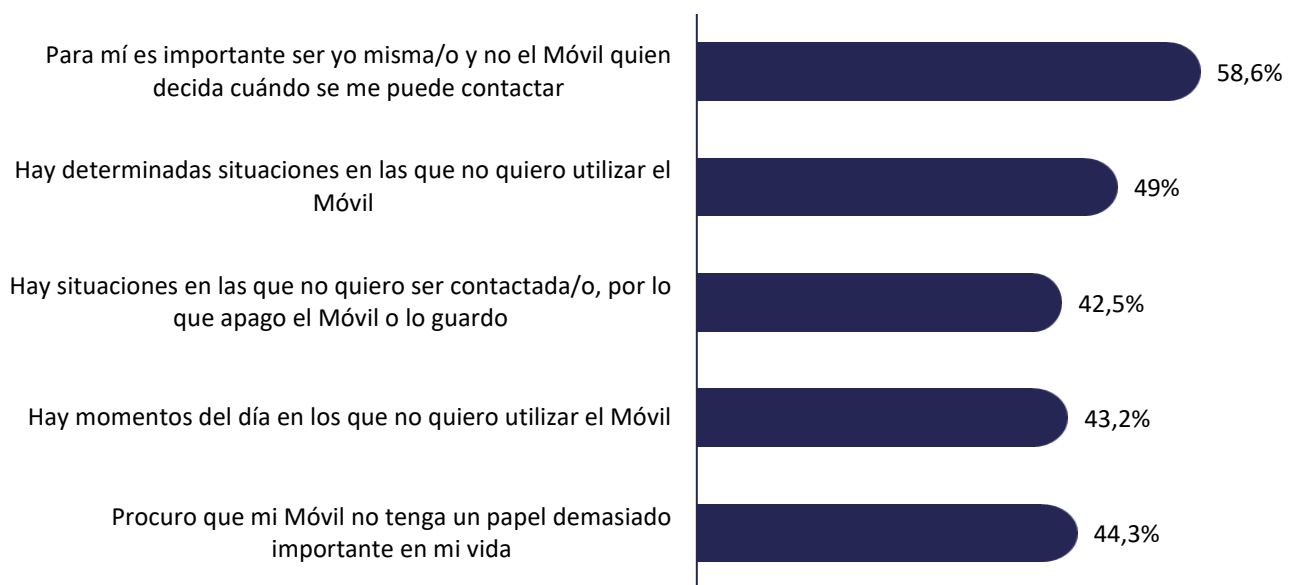 Para mí es importante ser yo misma/o y no el Móvil quien
decida cuándo se me puede contactar
58,6%
Hay determinadas situaciones en las que no quiero utilizar el
Móvil
49%
Hay situaciones en las que no quiero ser contactada/o, por lo
que apago el Móvil o lo guardo
42,5%
Hay momentos del día en los que no quiero utilizar el Móvil
43,2%
Procuro que mi Móvil no tenga un papel demasiado
importante en mi vida
44,3%